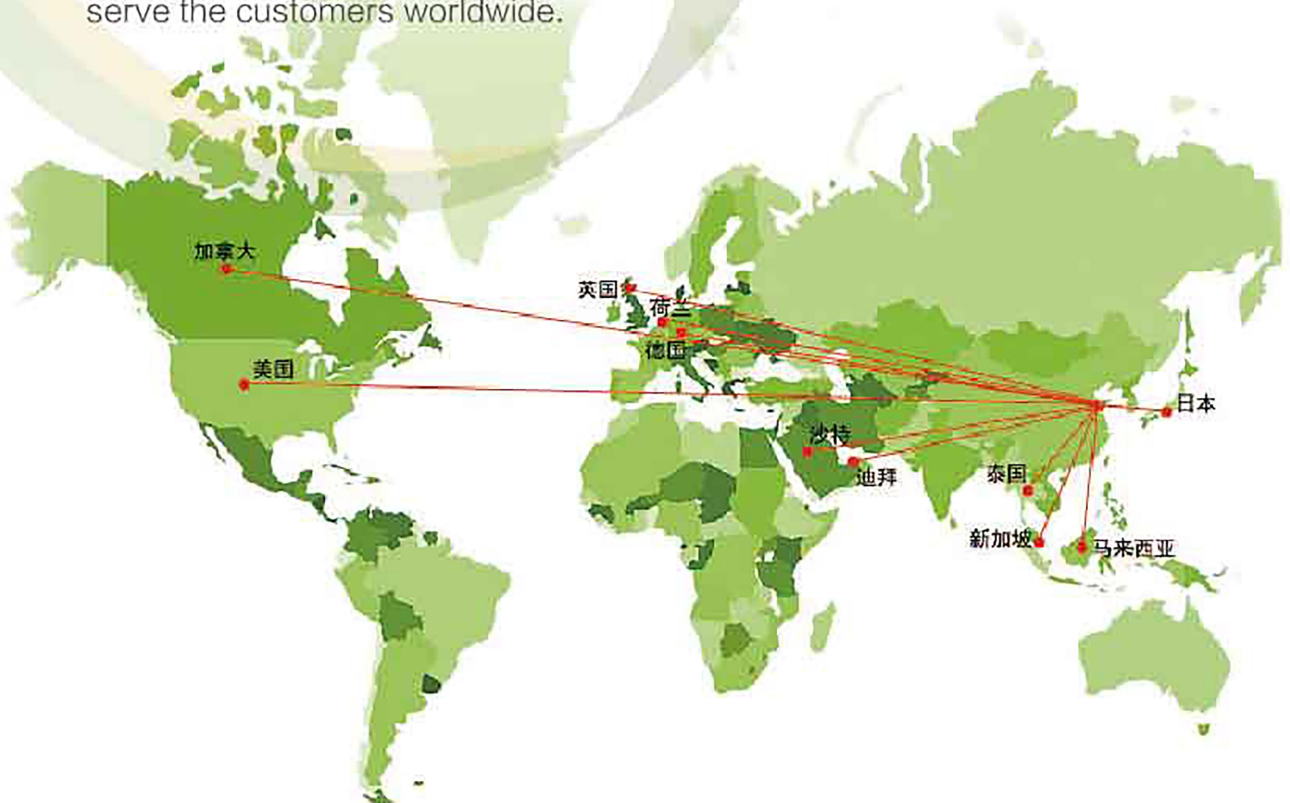 serve the customers worldwide.
加拿大
英国
荷兰
德国
美国
日本
沙特
迪拜
泰国
新加坡
马来西亚